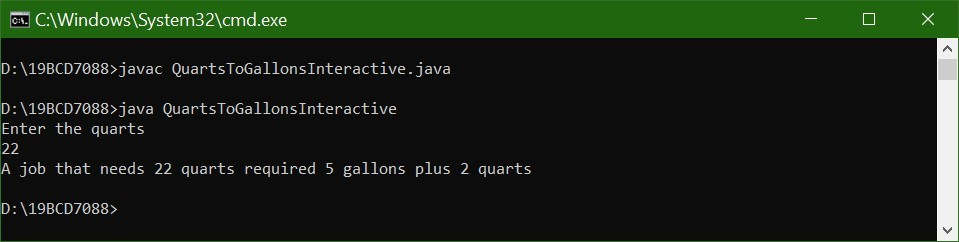 C:\Windows\System32\cmd.exe
D:\19BCD7088>javac QuartsToGallonsInteractive.java
D:\19BCD7088>java QuartsToGallonsInteractive
Enter the quarts
22
A job that needs 22 quarts required 5 gallons plus 2 quarts
D:\19BCD7088>